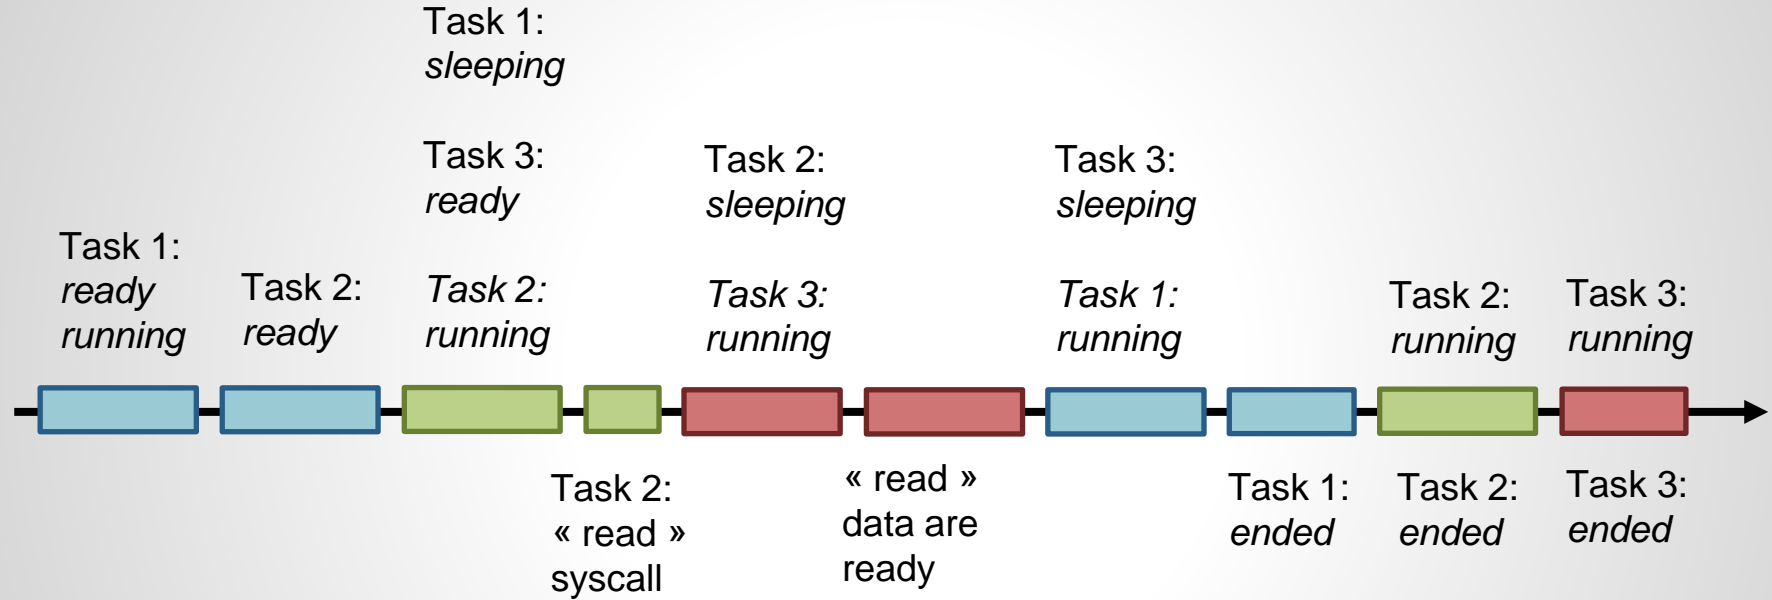 Task 1:
sleeping
Task 3:
ready
Task 2:
sleeping
Task 3:
sleeping
Task 1:
ready
running
Task 2:
ready
Task 2:
running
Task 3:
running
Task 1:
running
Task 2:
running
Task 3:
running
Task 2:
« read »
syscall
« read »
data are
ready
Task 1:
ended
Task 2:
ended
Task 3:
ended